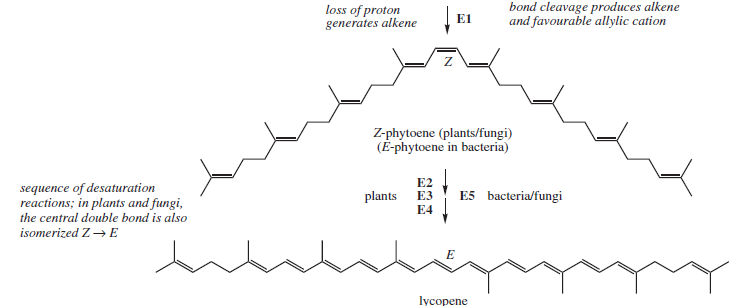 loss of proton
generates alkene
E1
bond cleavage produces alkene
and favourable allylic cation
Z
Z-phytoene (plants/fungi)
(E-phytoene in bacteria)
sequence of desaturation
reactions; in plants and fungi,
the central double bond is also
isomerized Z → E
plants
E2
E3
E4
E5 bacteria/fungi
E
lycopene